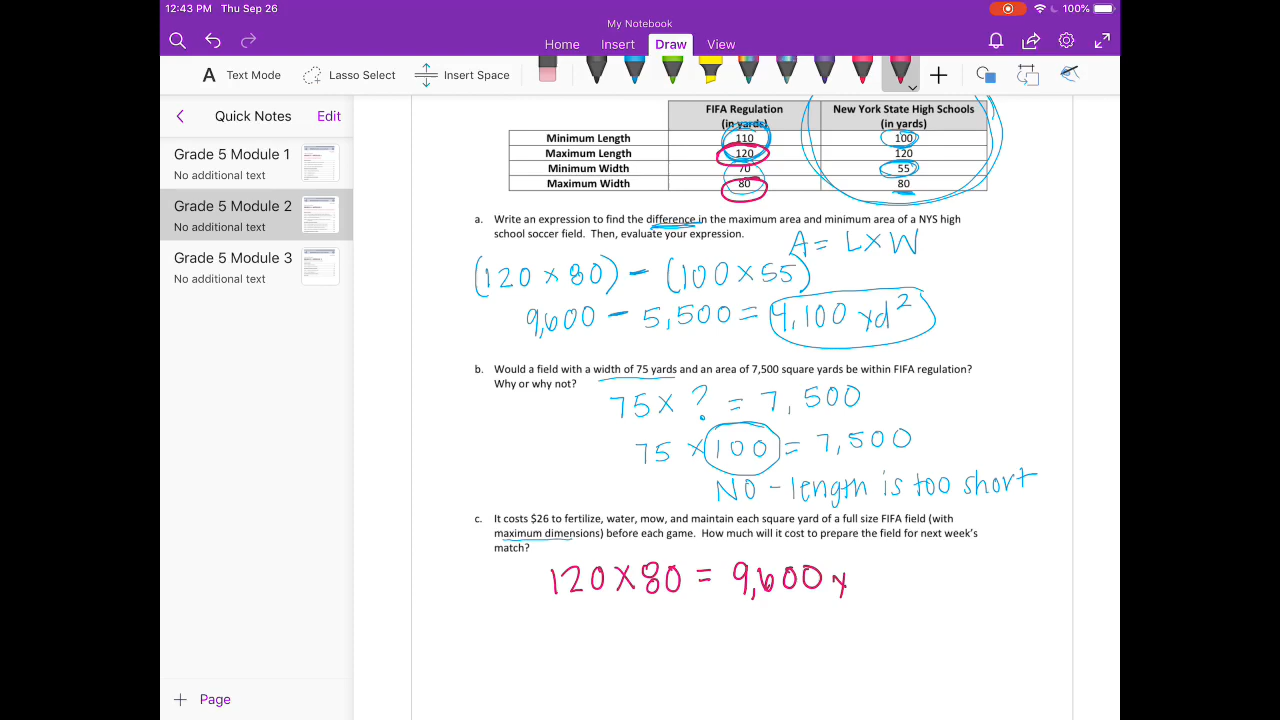 12:43 PM Thu Sep 26
100%
My Notebook
Home Insert Draw View
A Text Mode Lasso Select Insert Space
Quick Notes Edit
Grade 5 Module 1
No additional text
Grade 5 Module 2
No additional text
Grade 5 Module 3
No additional text
Page
FIFA Regulation (in yards) New York State High Schools (in yards)
Minimum Length 110 100
Maximum Length 120 120
Minimum Width 70 55
Maximum Width 80 80
a. Write an expression to find the difference in the maximum area and minimum area of a NYS high
school soccer field. Then, evaluate your expression.
A = L x W
(120 x 80) - (100 x 55)
9,600 - 5,500 = 4,100 yd²
b. Would a field with a width of 75 yards and an area of 7,500 square yards be within FIFA regulation?
Why or why not?
75 x ? = 7,500
75 x 100 = 7,500
No - length is too short
c. It costs $26 to fertilize, water, mow, and maintain each square yard of a full size FIFA field (with
maximum dimensions) before each game. How much will it cost to prepare the field for next week's
match?
120 x 80 = 9,600 y